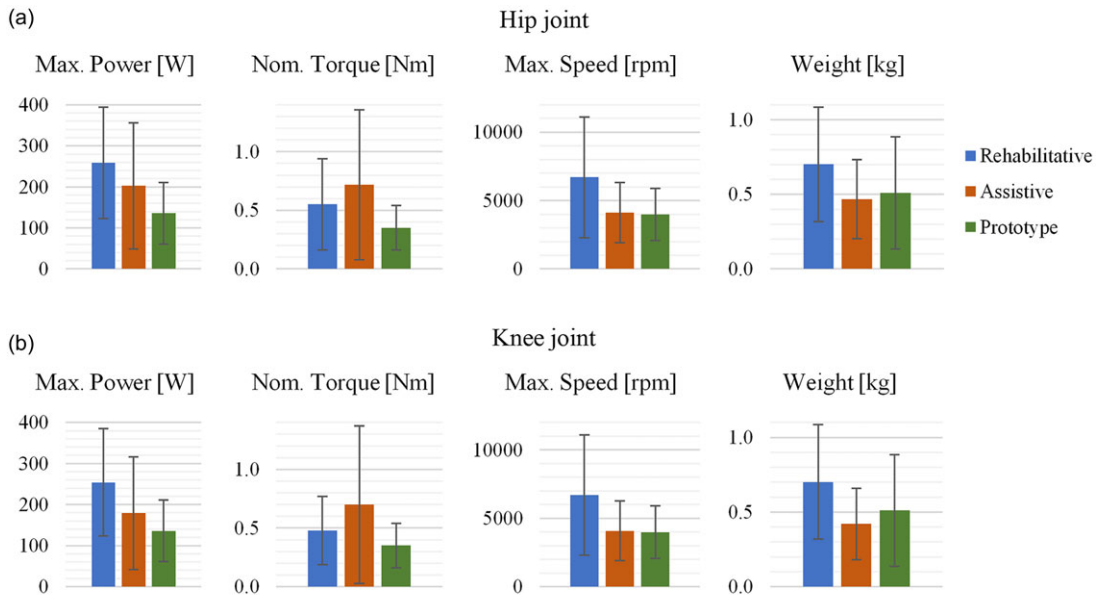 (a)
Hip joint
Max. Power [W]
Nom. Torque [Nm]
Max. Speed [rpm]
Weight [kg]
400
300
200
100
0
1.0
0.5
0.0
10000
5000
0
1.0
0.5
0.0
Rehabilitative
Assistive
Prototype
(b)
Knee joint
Max. Power [W]
Nom. Torque [Nm]
Max. Speed [rpm]
Weight [kg]
400
300
200
100
0
1.0
0.5
0.0
10000
5000
0
1.0
0.5
0.0